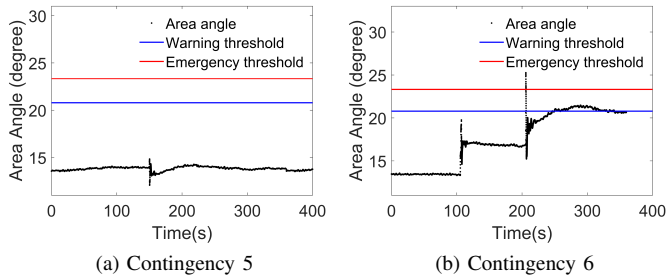 Area angle
Warning threshold
Emergency threshold
Area Angle (degree)
30
25
20
15
0
100
200
300
400
Time(s)
(a) Contingency 5
Area angle
Warning threshold
Emergency threshold
Area Angle (degree)
30
25
20
15
0
100
200
300
400
Time(s)
(b) Contingency 6